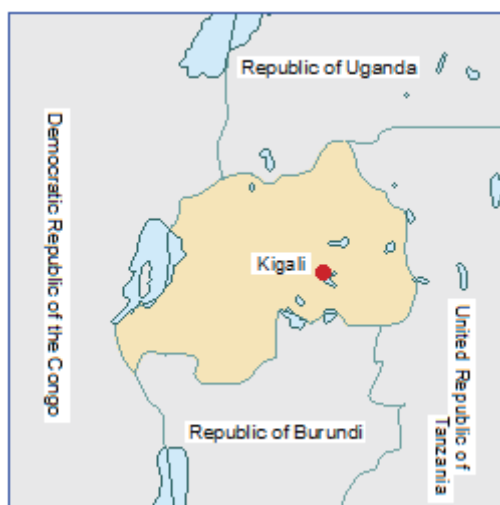 Republic of Uganda
Democratic Republic of the Congo
Kigali
United Republic of
Tanzania
Republic of Burundi